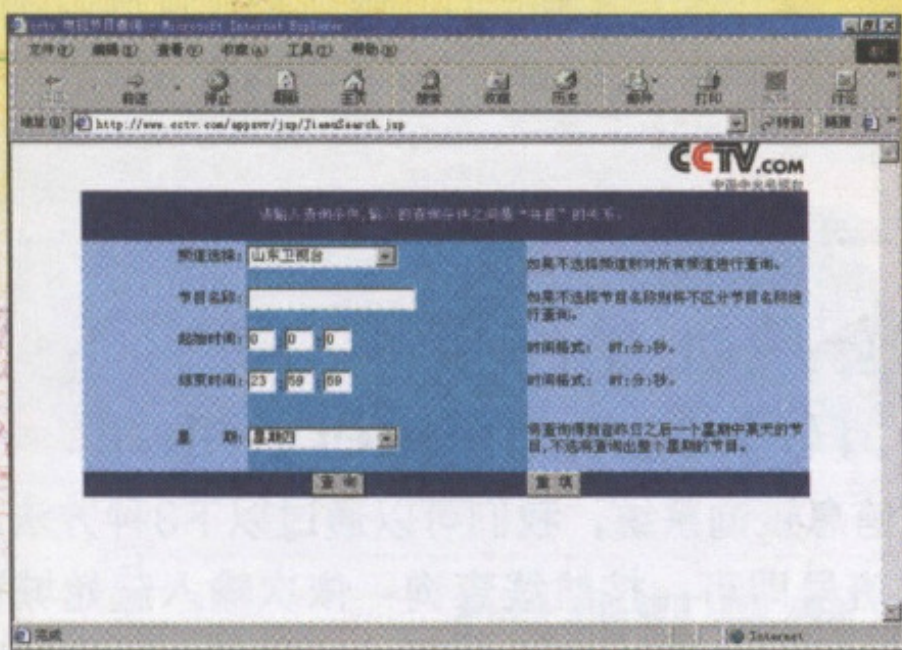 cctv 电视节目查询 - Microsoft Internet Explorer
文件(F) 编辑(E) 查看(V) 收藏(A) 工具(T) 帮助(H)
前进 停止 刷新 主页 搜索 收藏 历史 邮件 打印
地址(D) http://www.cctv.com/appsvr/jsp/JiemuSearch.jsp 转到 链接
CCTV.COM
中国中央电视台
请输入查询条件,输入的查询条件之间是“并且”的关系。
频道选择: 山东卫视台 如果不选择频道则对所有频道进行查询。
节目名称: 如果不选择节目名称则将不区分节目名称进
行查询。
起始时间: 0 0 0 时间格式: 时:分:秒。
结束时间: 23 59 59 时间格式: 时:分:秒。
星 期: 星期四 将查询得到自昨日之后一个星期中某天的节
目,不选将查询出整个星期的节目。
查 询 重 填
完成 Internet